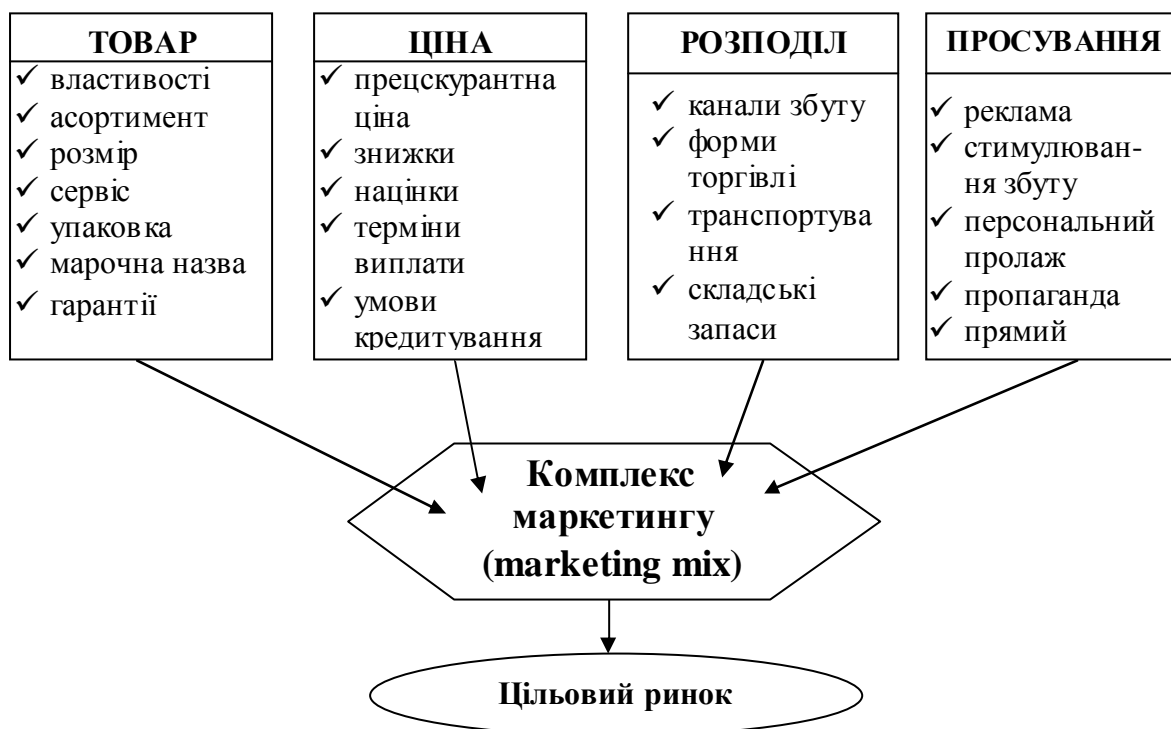 ТОВАР
✓ властивості
✓ асортимент
✓ розмір
✓ сервіс
✓ упаковка
✓ марочна назва
✓ гарантії
ЦІНА
✓ прецскурантна
ціна
✓ знижки
✓ націнки
✓ терміни
виплати
✓ умови
кредитування
РОЗПОДІЛ
✓ канали збуту
✓ форми
торгівлі
✓ транспортува
ння
✓ складські
запаси
ПРОСУВАННЯ
✓ реклама
✓ стимулюван-
ня збуту
✓ персональний
пролаж
✓ пропаганда
✓ прямий
Комплекс
маркетингу
(marketing mix)
Цільовий ринок